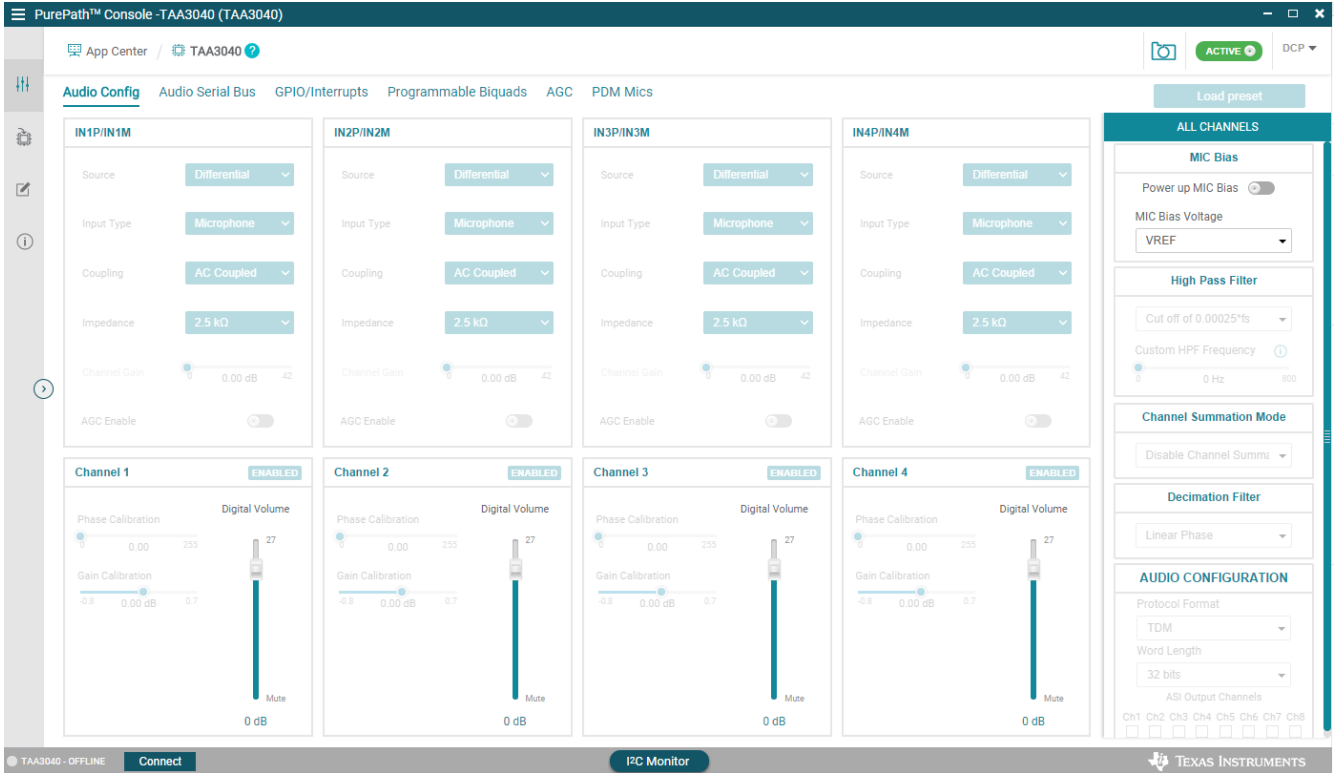 PurePath™ Console -TAA3040 (TAA3040)
App Center / TAA3040 ?
ACTIVE
DCP
Audio Config Audio Serial Bus GPIO/Interrupts Programmable Biquads AGC PDM Mics
Load preset
IN1P/IN1M IN2P/IN2M IN3P/IN3M IN4P/IN4M
Source Differential Source Differential Source Differential Source Differential
Input Type Microphone Input Type Microphone Input Type Microphone Input Type Microphone
Coupling AC Coupled Coupling AC Coupled Coupling AC Coupled Coupling AC Coupled
Impedance 2.5 kΩ Impedance 2.5 kΩ Impedance 2.5 kΩ Impedance 2.5 kΩ
Channel Gain 0 0.00 dB 42 Channel Gain 0 0.00 dB 42 Channel Gain 0 0.00 dB 42 Channel Gain 0 0.00 dB 42
AGC Enable AGC Enable AGC Enable AGC Enable
Channel 1 ENABLED Channel 2 ENABLED Channel 3 ENABLED Channel 4 ENABLED
Digital Volume Digital Volume Digital Volume Digital Volume
Phase Calibration Phase Calibration Phase Calibration Phase Calibration
27 27 27 27
0 0.00 255 0 0.00 255 0 0.00 255 0 0.00 255
Gain Calibration Gain Calibration Gain Calibration Gain Calibration
-0.8 0.00 dB 0.7 -0.8 0.00 dB 0.7 -0.8 0.00 dB 0.7 -0.8 0.00 dB 0.7
Mute Mute Mute Mute
0 dB 0 dB 0 dB 0 dB
ALL CHANNELS
MIC Bias
Power up MIC Bias
MIC Bias Voltage
VREF
High Pass Filter
Cut off of 0.00025*fs
Custom HPF Frequency
0 0 Hz 800
Channel Summation Mode
Disable Channel Summa
Decimation Filter
Linear Phase
AUDIO CONFIGURATION
Protocol Format
TDM
Word Length
32 bits
ASI Output Channels
Ch1 Ch2 Ch3 Ch4 Ch5 Ch6 Ch7 Ch8
TAA3040 - OFFLINE Connect I²C Monitor TEXAS INSTRUMENTS